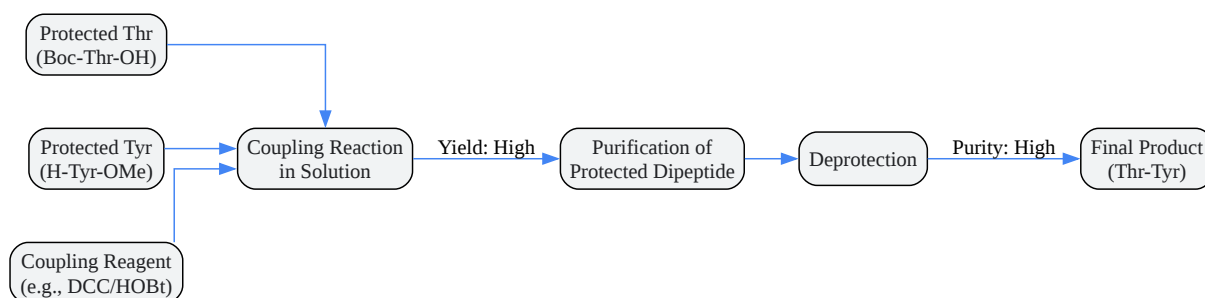 Protected Thr
(Boc-Thr-OH)
Protected Tyr
(H-Tyr-OMe)
Coupling Reagent
(e.g., DCC/HOBt)
Coupling Reaction
in Solution
Yield: High
Purification of
Protected Dipeptide
Deprotection
Purity: High
Final Product
(Thr-Tyr)